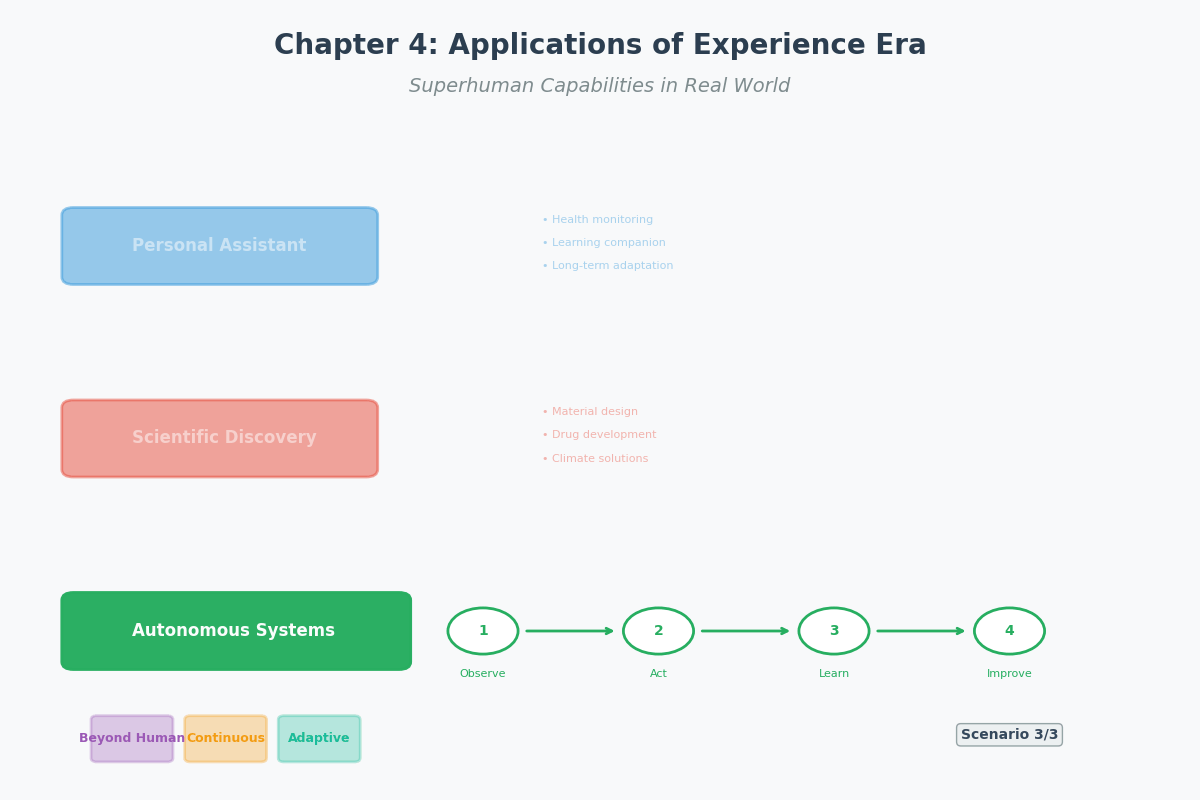 Chapter 4: Applications of Experience Era
Superhuman Capabilities in Real World
Personal Assistant
• Health monitoring
• Learning companion
• Long-term adaptation
Scientific Discovery
• Material design
• Drug development
• Climate solutions
Autonomous Systems
1 2 3 4
Observe Act Learn Improve
Beyond Human Continuous Adaptive
Scenario 3/3